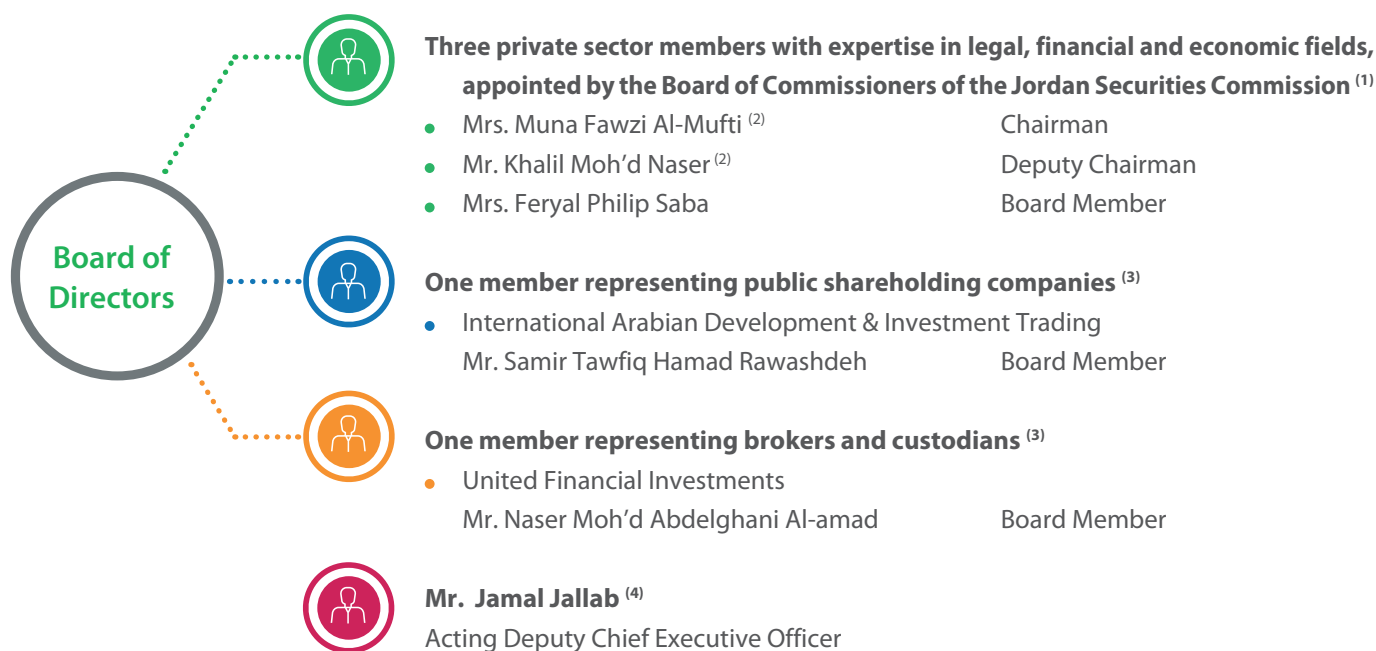 Board of
Directors
Three private sector members with expertise in legal, financial and economic fields,
appointed by the Board of Commissioners of the Jordan Securities Commission (1)
• Mrs. Muna Fawzi Al-Mufti (2) Chairman
• Mr. Khalil Moh'd Naser (2) Deputy Chairman
• Mrs. Feryal Philip Saba Board Member
One member representing public shareholding companies (3)
• International Arabian Development & Investment Trading
Mr. Samir Tawfiq Hamad Rawashdeh Board Member
One member representing brokers and custodians (3)
• United Financial Investments
Mr. Naser Moh'd Abdelghani Al-amad Board Member
Mr. Jamal Jallab (4)
Acting Deputy Chief Executive Officer